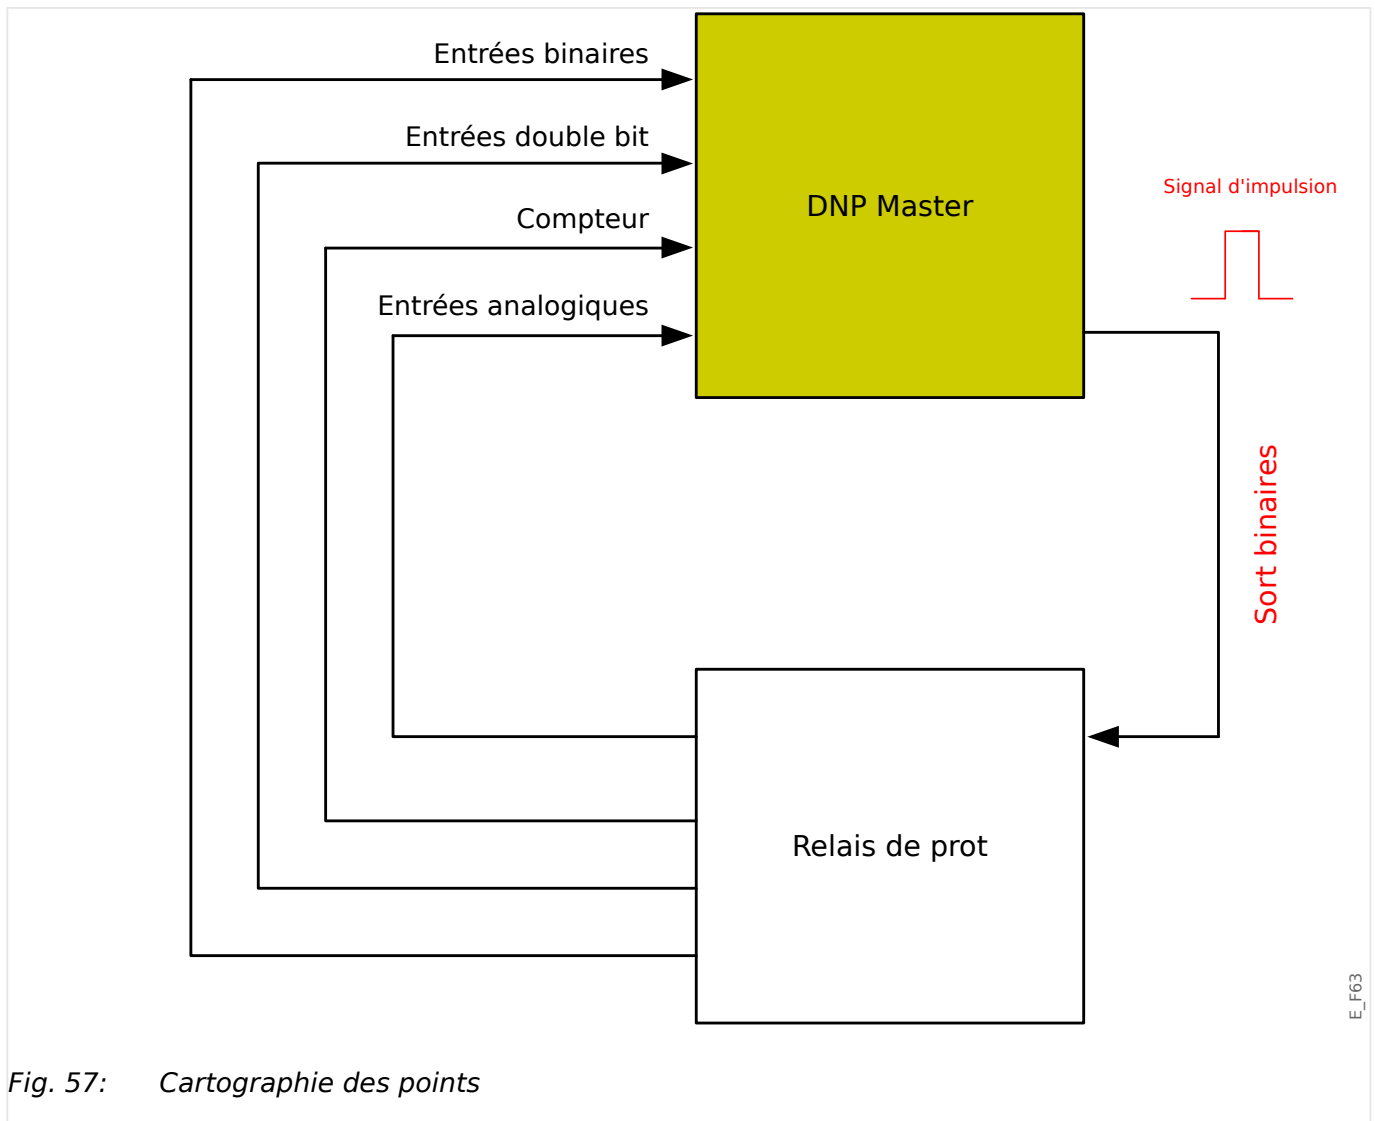 Entrées binaires
Entrées double bit
Compteur
Entrées analogiques
DNP Master
Signal d'impulsion
Sort binaires
Relais de prot
E_F63
Fig. 57: Cartographie des points